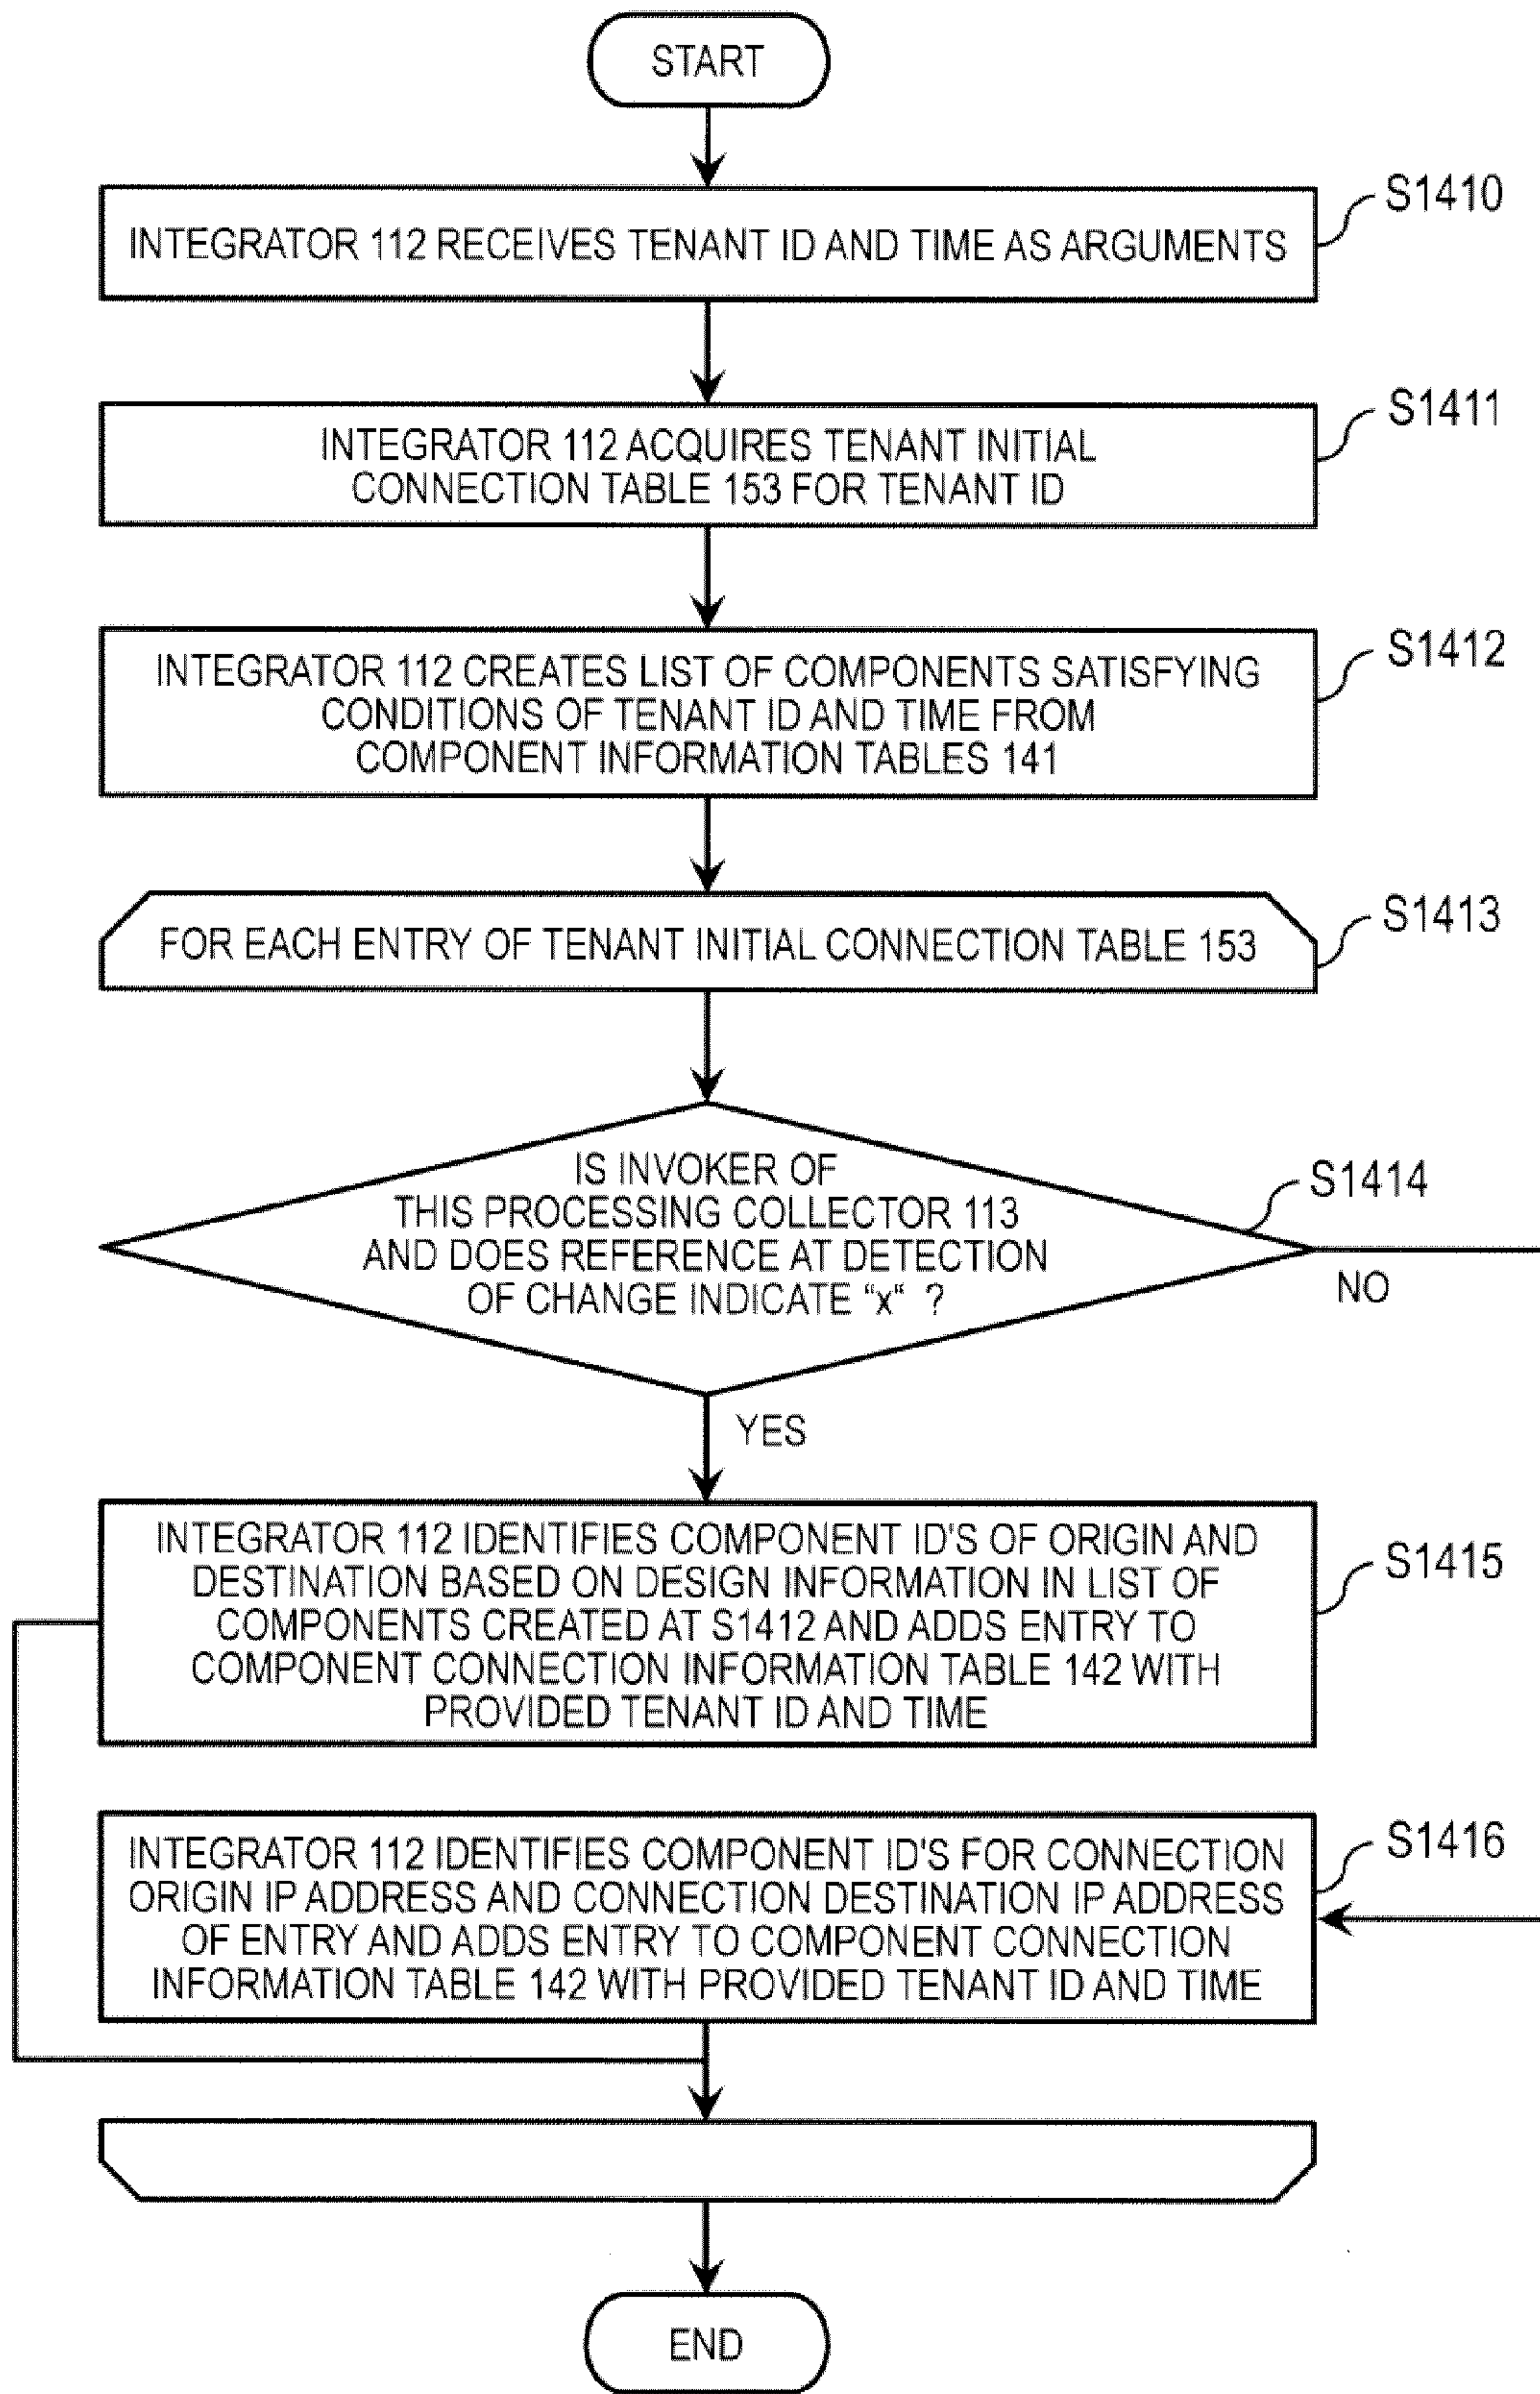 START
S1410
INTEGRATOR 112 RECEIVES TENANT ID AND TIME AS ARGUMENTS
S1411
INTEGRATOR 112 ACQUIRES TENANT INITIAL
CONNECTION TABLE 153 FOR TENANT ID
S1412
INTEGRATOR 112 CREATES LIST OF COMPONENTS SATISFYING
CONDITIONS OF TENANT ID AND TIME FROM
COMPONENT INFORMATION TABLES 141
S1413
FOR EACH ENTRY OF TENANT INITIAL CONNECTION TABLE 153
S1414
IS INVOKER OF
THIS PROCESSING COLLECTOR 113
AND DOES REFERENCE AT DETECTION
OF CHANGE INDICATE “x“ ?
NO
YES
S1415
INTEGRATOR 112 IDENTIFIES COMPONENT ID'S OF ORIGIN AND
DESTINATION BASED ON DESIGN INFORMATION IN LIST OF
COMPONENTS CREATED AT S1412 AND ADDS ENTRY TO
COMPONENT CONNECTION INFORMATION TABLE 142 WITH
PROVIDED TENANT ID AND TIME
S1416
INTEGRATOR 112 IDENTIFIES COMPONENT ID'S FOR CONNECTION
ORIGIN IP ADDRESS AND CONNECTION DESTINATION IP ADDRESS
OF ENTRY AND ADDS ENTRY TO COMPONENT CONNECTION
INFORMATION TABLE 142 WITH PROVIDED TENANT ID AND TIME
END